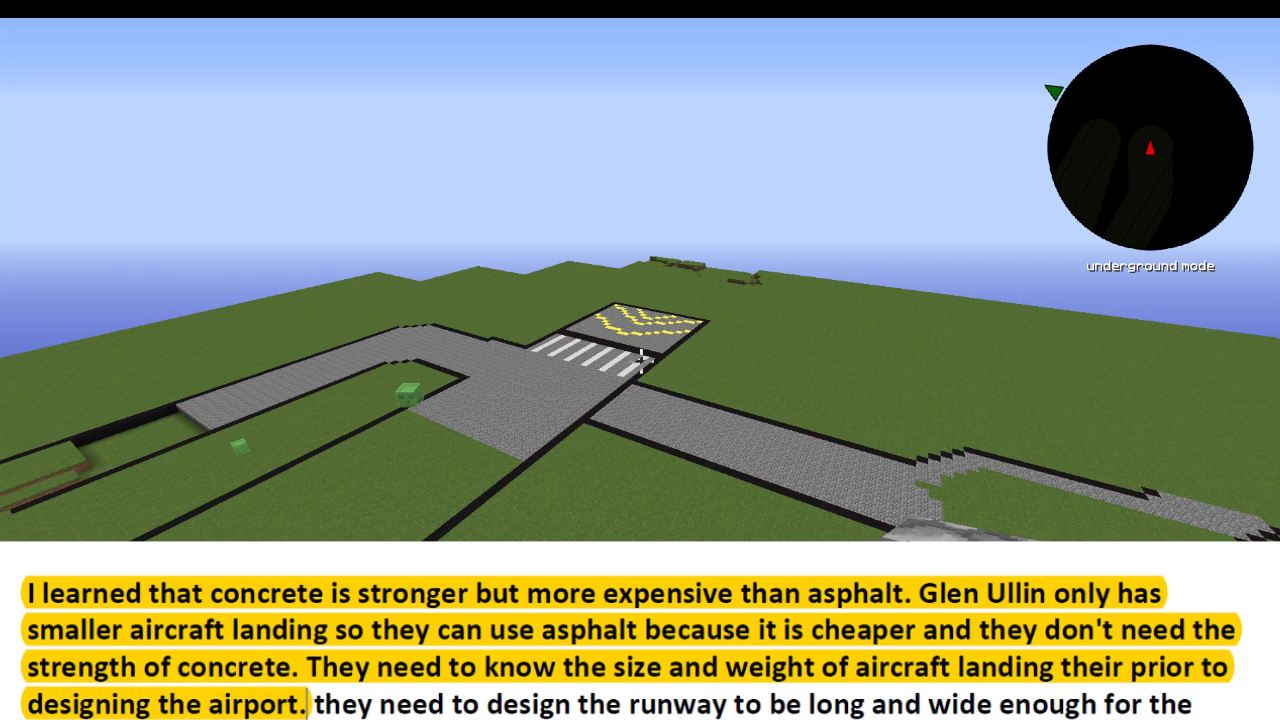 underground mode
I learned that concrete is stronger but more expensive than asphalt. Glen Ullin only has
smaller aircraft landing so they can use asphalt because it is cheaper and they don't need the
strength of concrete. They need to know the size and weight of aircraft landing their prior to
designing the airport. they need to design the runway to be long and wide enough for the